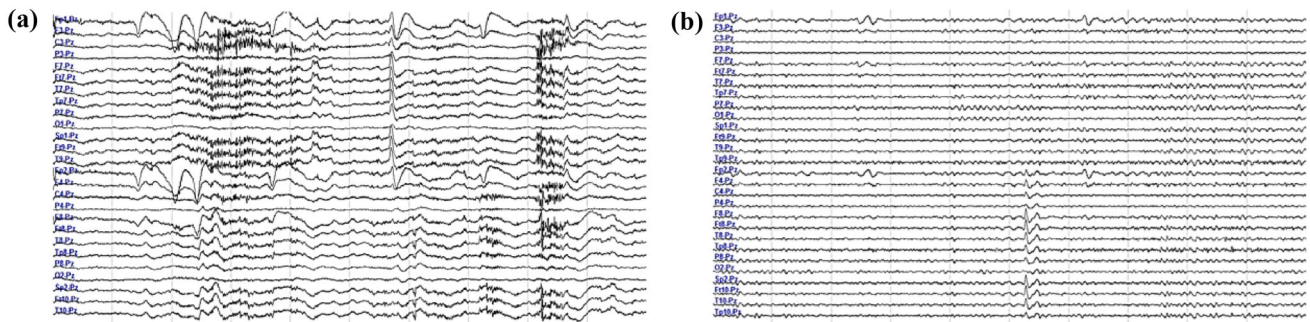 (a)
Fp1.Pz
F3.Pz
C3.Pz
P3.Pz
F7.Pz
Ft7.Pz
T7.Pz
Tp7.Pz
P7.Pz
O1.Pz
Sp1.Pz
Ft9.Pz
T9.Pz
Fp2.Pz
F4.Pz
C4.Pz
P4.Pz
F8.Pz
Ft8.Pz
T8.Pz
Tp8.Pz
P8.Pz
O2.Pz
Sp2.Pz
Ft10.Pz
T10.Pz
(b)
Fp1.Pz
F3.Pz
C3.Pz
P3.Pz
F7.Pz
Ft7.Pz
T7.Pz
Tp7.Pz
P7.Pz
O1.Pz
Sp1.Pz
Ft9.Pz
T9.Pz
Tp9.Pz
Fp2.Pz
F4.Pz
C4.Pz
P4.Pz
F8.Pz
Ft8.Pz
T8.Pz
Tp8.Pz
P8.Pz
O2.Pz
Sp2.Pz
Ft10.Pz
T10.Pz
Tp10.Pz